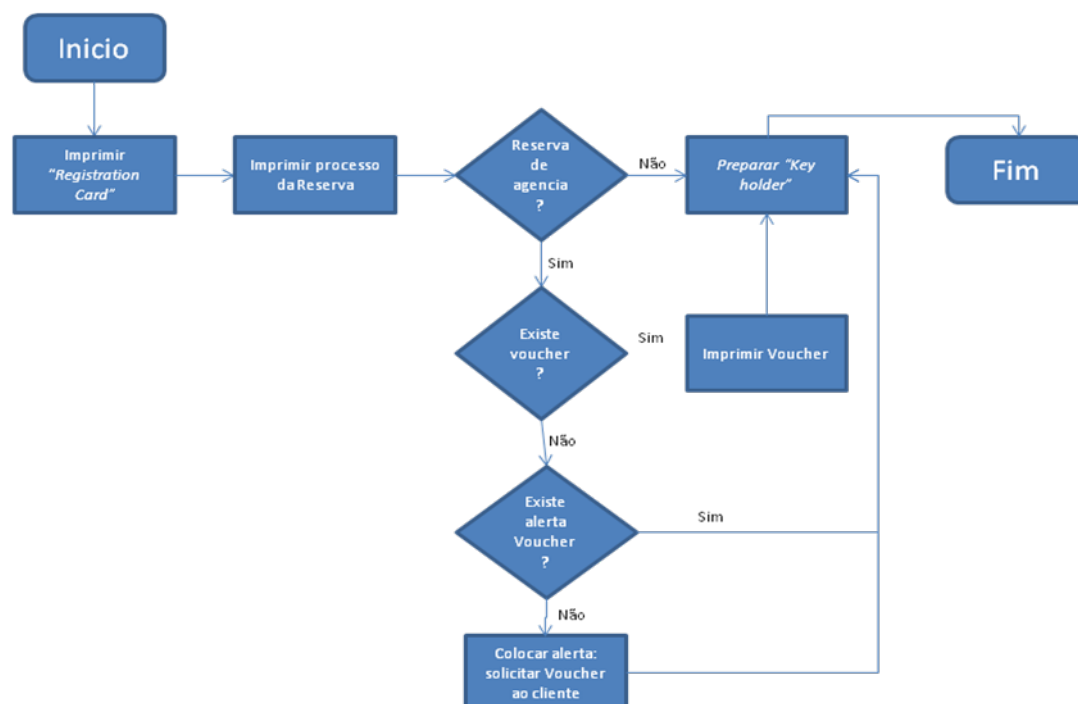 Inicio
Imprimir
"Registration
Card"
Imprimir processo
da Reserva
Reserva
de
agencia
?
Não
Preparar "Key
holder"
Fim
Sim
Existe
voucher
?
Sim
Imprimir Voucher
Não
Existe
alerta
Voucher
?
Sim
Não
Colocar alerta:
solicitar Voucher
ao cliente